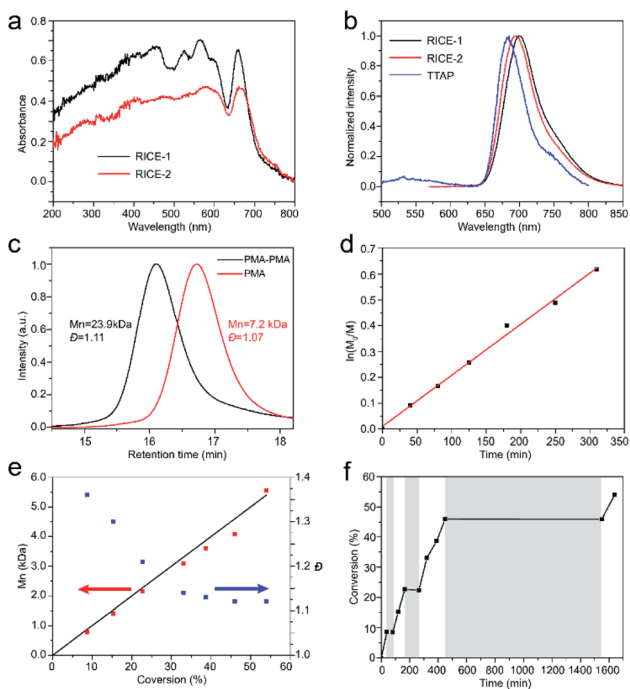 a
Absorbance
0.8
0.6
0.4
0.2
0.0
RICE-1
RICE-2
200 300 400 500 600 700 800
Wavelength (nm)
b
Normalized intensity
1.0
0.8
0.6
0.4
0.2
0.0
RICE-1
RICE-2
TTAP
500 550 600 650 700 750 800 850
Wavelength (nm)
c
Intensity (a.u.)
1.0
0.8
0.6
0.4
0.2
0.0
PMA-PMA
PMA
Mn=23.9kDa
Đ=1.11
Mn=7.2 kDa
Đ=1.07
15 16 17 18
Retention time (min)
d
ln(M0/M)
0.7
0.6
0.5
0.4
0.3
0.2
0.1
0.0
0 50 100 150 200 250 300 350
Time (min)
e
Mn (kDa)
6.0
5.0
4.0
3.0
2.0
1.0
0.0
1.4
1.3
1.2
1.1
1.0
Đ
0 10 20 30 40 50 60
Coversion (%)
f
Conversion (%)
60
50
40
30
20
10
0
0 200 400 600 800 1000 1200 1400 1600
Time (min)